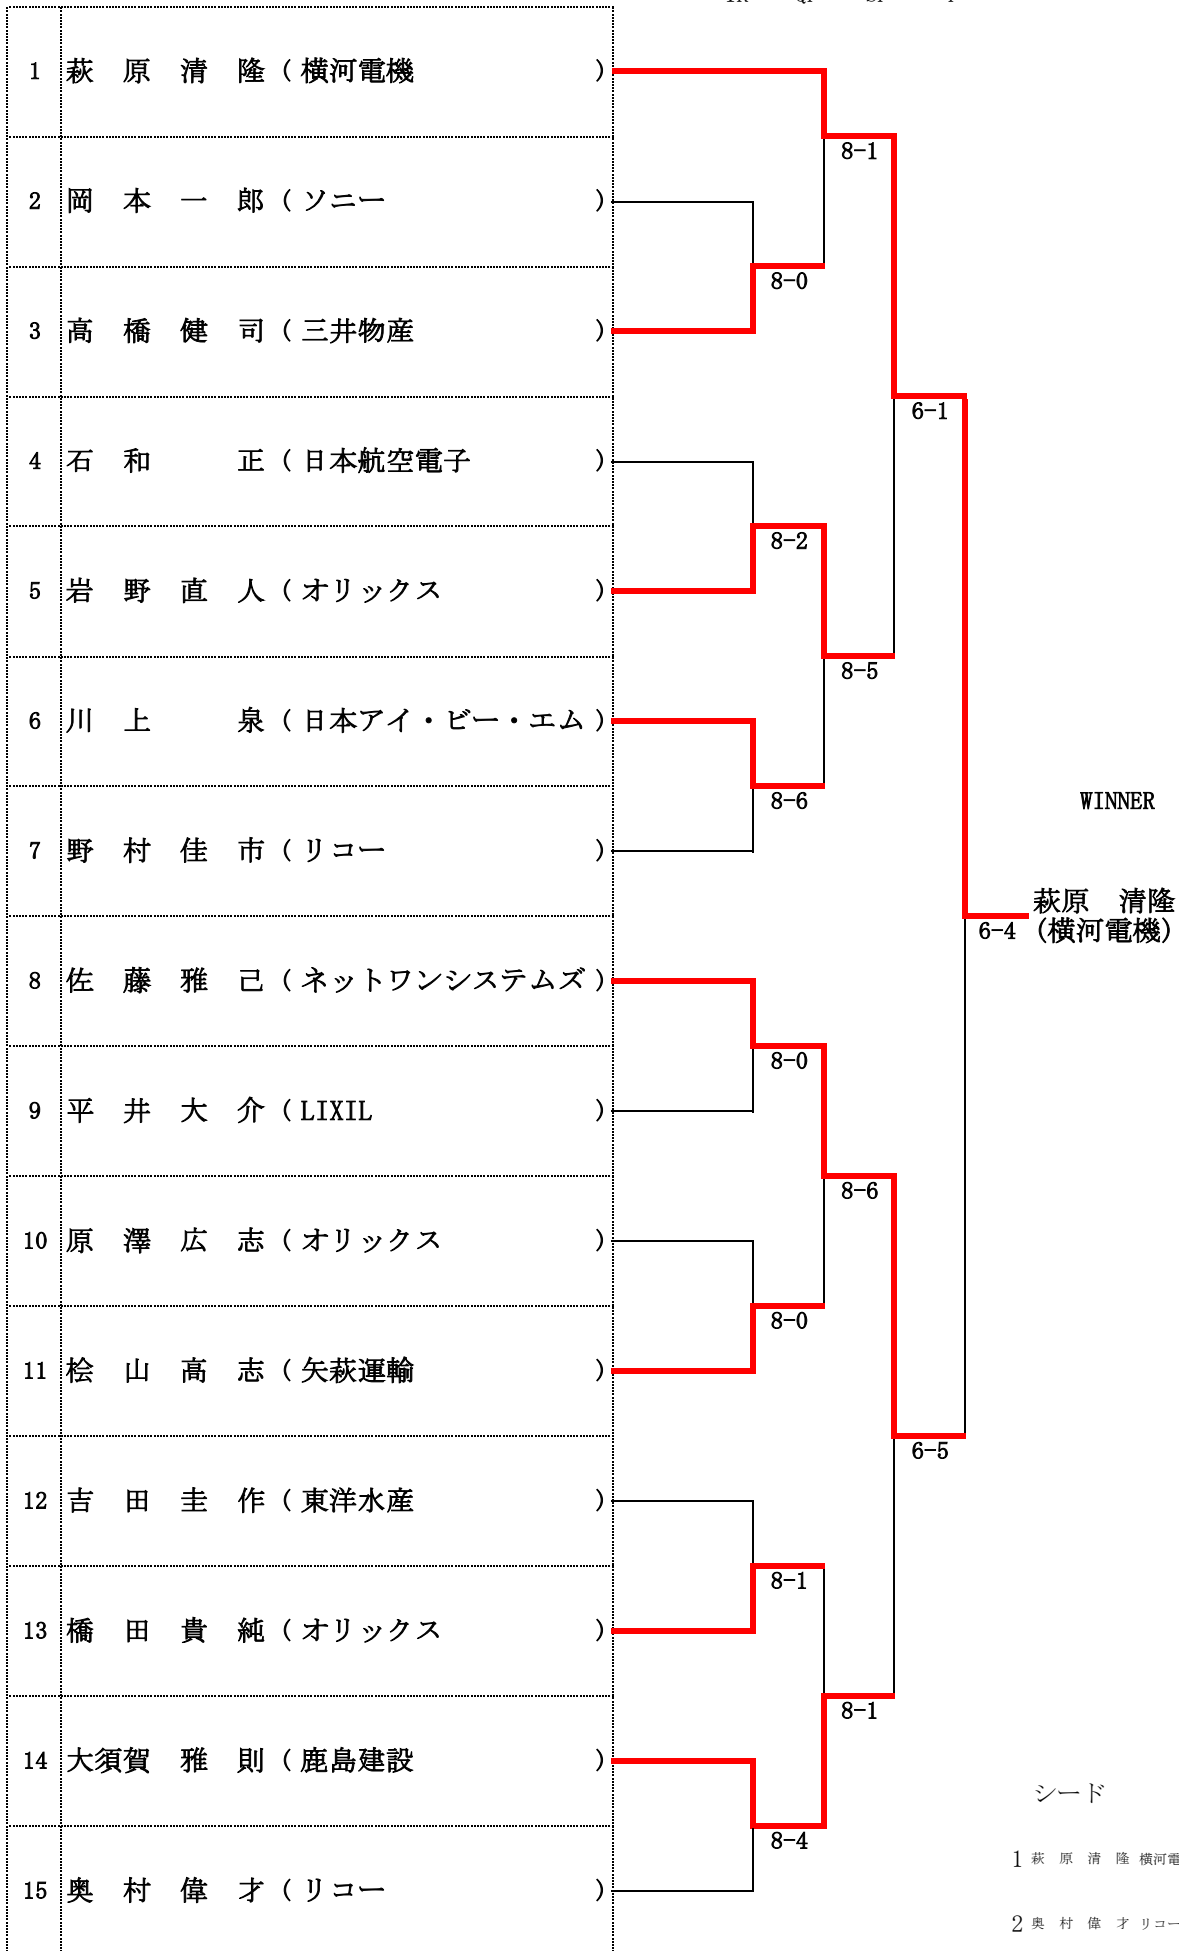 1 萩 原 清 隆 ( 横河電機 )
8-1
2 岡 本 一 郎 ( ソニー )
8-0
3 高 橋 健 司 ( 三井物産 )
6-1
4 石 和 正 ( 日本航空電子 )
8-2
5 岩 野 直 人 ( オリックス )
8-5
6 川 上 泉 ( 日本アイ・ビー・エム )
8-6
WINNER
7 野 村 佳 市 ( リコー )
萩原 清隆
6-4 (横河電機)
8 佐 藤 雅 己 ( ネットワンシステムズ )
8-0
9 平 井 大 介 ( LIXIL )
8-6
10 原 澤 広 志 ( オリックス )
8-0
11 桧 山 高 志 ( 矢萩運輸 )
6-5
12 吉 田 圭 作 ( 東洋水産 )
8-1
13 橋 田 貴 純 ( オリックス )
8-1
14 大須賀 雅 則 ( 鹿島建設 )
シード
8-4
1 萩 原 清 隆 横河電
15 奥 村 偉 才 ( リコー )
2 奥 村 偉 才 リコー